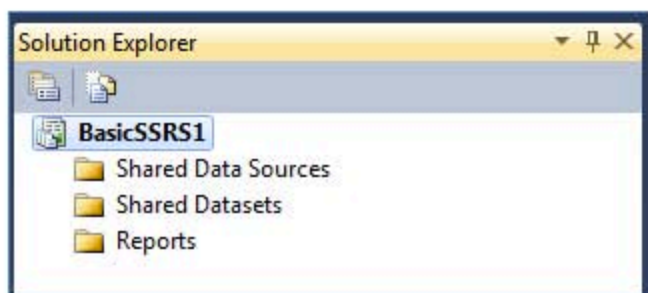 Solution Explorer
BasicSSRS1
Shared Data Sources
Shared Datasets
Reports